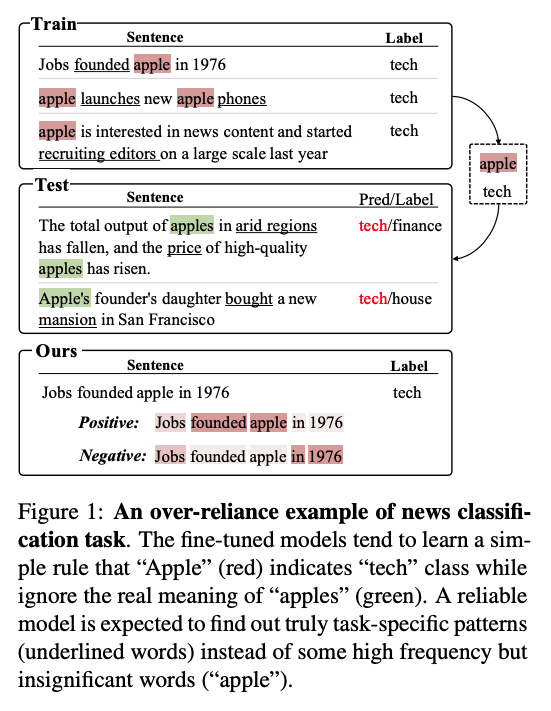 Train
Sentence Label
Jobs founded apple in 1976 tech
apple launches new apple phones tech
apple is interested in news content and started tech
recruiting editors on a large scale last year
apple
tech
Test
Sentence Pred/Label
The total output of apples in arid regions tech/finance
has fallen, and the price of high-quality
apples has risen.
Apple's founder's daughter bought a new tech/house
mansion in San Francisco
Ours
Sentence Label
Jobs founded apple in 1976 tech
Positive: Jobs founded apple in 1976
Negative: Jobs founded apple in 1976
Figure 1: An over-reliance example of news classifi-
cation task. The fine-tuned models tend to learn a sim-
ple rule that “Apple” (red) indicates “tech” class while
ignore the real meaning of “apples” (green). A reliable
model is expected to find out truly task-specific patterns
(underlined words) instead of some high frequency but
insignificant words (“apple”).